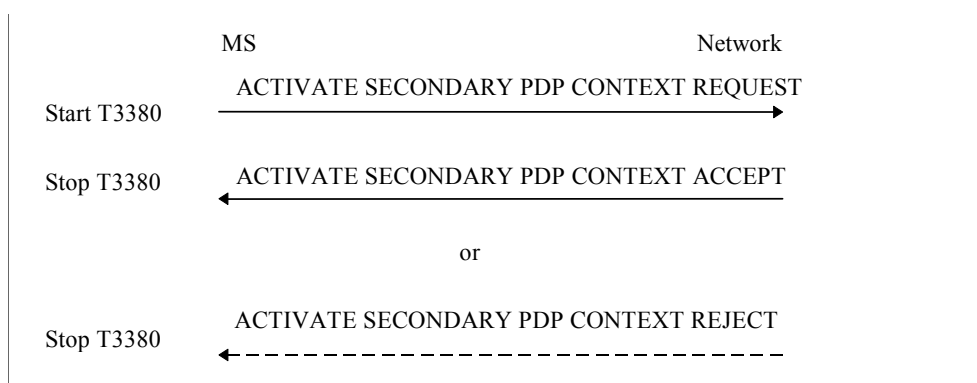 MS Network
ACTIVATE SECONDARY PDP CONTEXT REQUEST
Start T3380
ACTIVATE SECONDARY PDP CONTEXT ACCEPT
Stop T3380
or
ACTIVATE SECONDARY PDP CONTEXT REJECT
Stop T3380